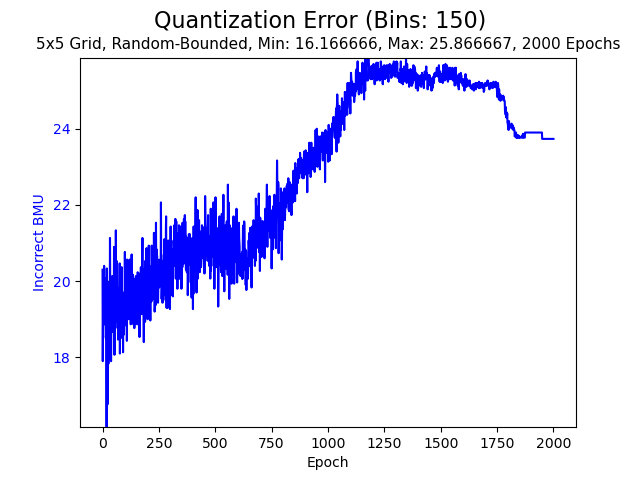 Quantization Error (Bins: 150)
5x5 Grid, Random-Bounded, Min: 16.166666, Max: 25.866667, 2000 Epochs
Incorrect BMU
24
22
20
18
0 250 500 750 1000 1250 1500 1750 2000
Epoch